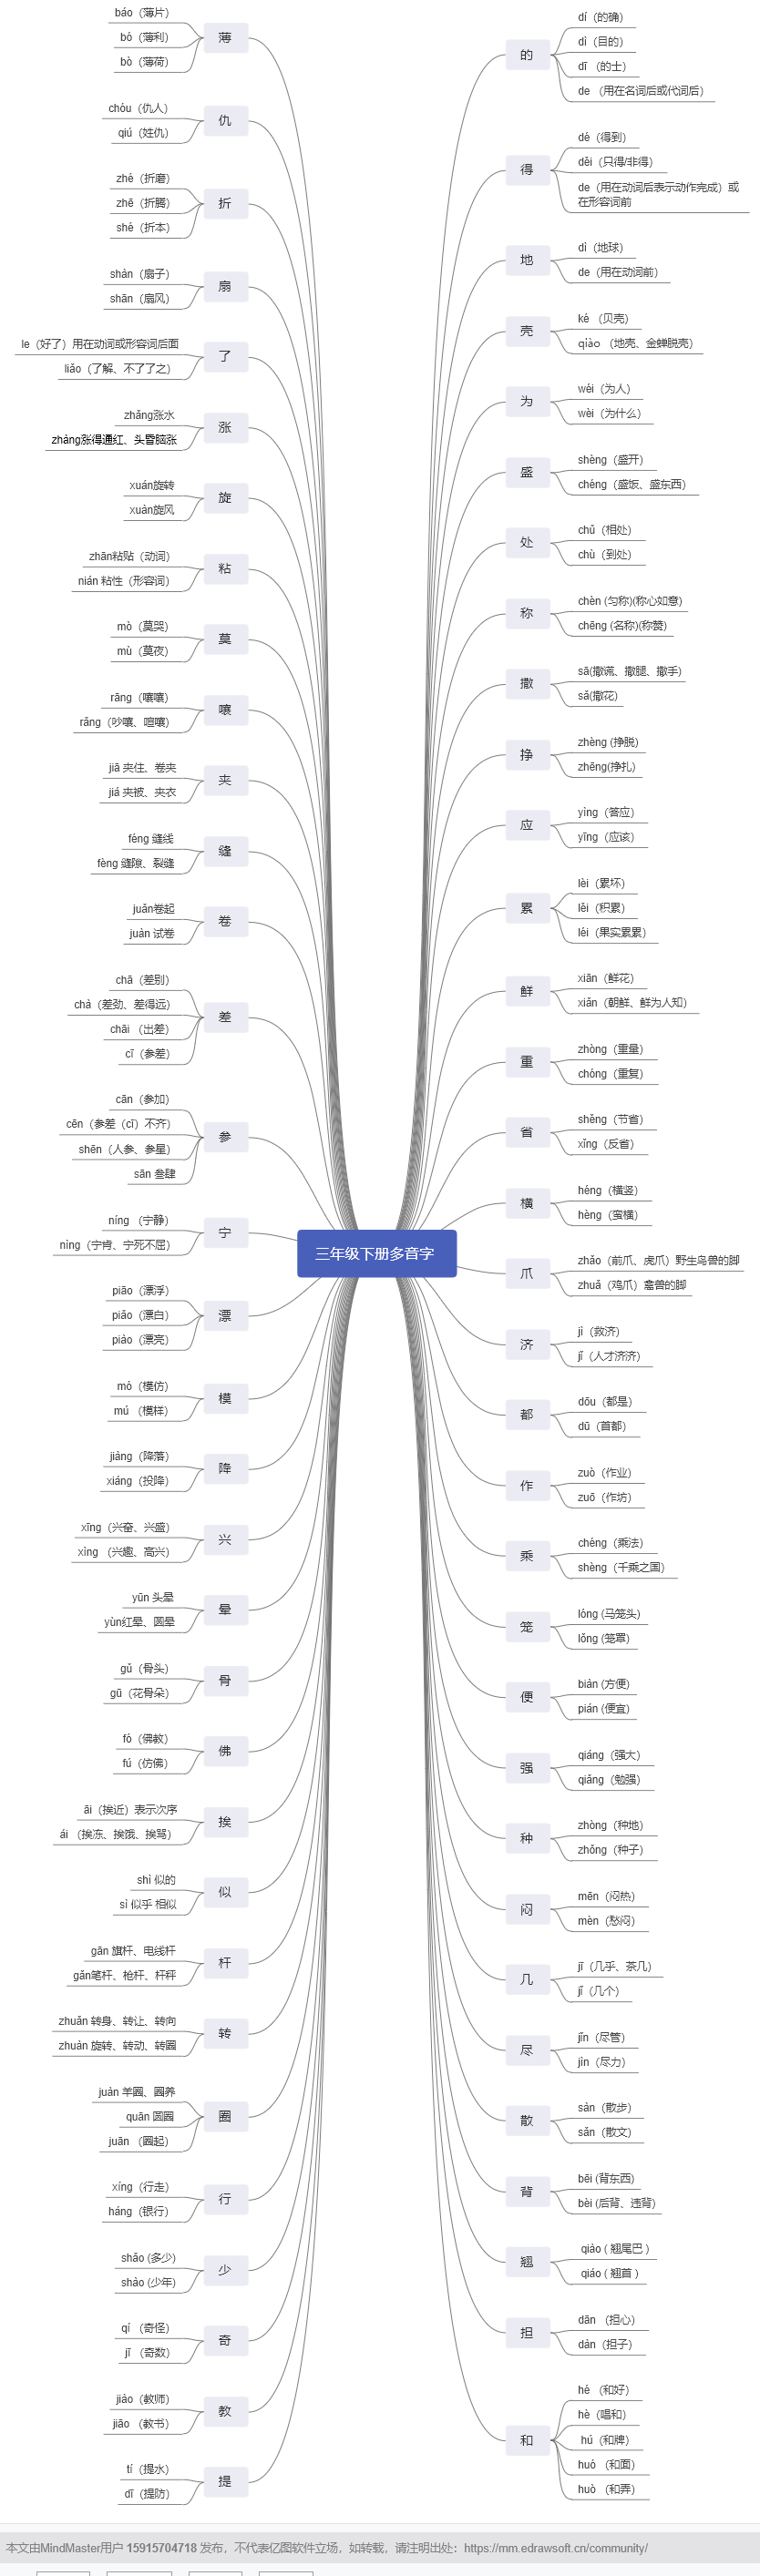 三年级下册多音字
薄
báo（薄片）
bó（薄利）
bò（薄荷）
仇
chóu（仇人）
qiú（姓仇）
折
zhé（折磨）
zhē（折腾）
shé（折本）
扇
shàn（扇子）
shān（扇风）
了
le（好了）用在动词或形容词后面
liǎo（了解、不了了之）
涨
zhǎng涨水
zhàng涨得通红、头昏脑涨
旋
xuán旋转
xuàn旋风
粘
zhān粘贴（动词）
nián 粘性（形容词）
莫
mò（莫哭）
mù（莫夜）
嚷
rāng（嚷嚷）
rǎng（吵嚷、喧嚷）
夹
jiā 夹住、卷夹
jiá 夹被、夹衣
缝
féng 缝线
fèng 缝隙、裂缝
卷
juǎn卷起
juàn 试卷
差
chā（差别）
chà（差劲、差得远）
chāi （出差）
cī（参差）
参
cān（参加）
cēn（参差（cī）不齐）
shēn（人参、参星）
sān 叁肆
宁
níng （宁静）
nìng（宁肯、宁死不屈）
漂
piāo（漂浮）
piǎo（漂白）
piào（漂亮）
模
mó（模仿）
mú （模样）
降
jiàng（降落）
xiáng（投降）
兴
xīng（兴奋、兴盛）
xìng （兴趣、高兴）
晕
yūn 头晕
yùn红晕、圆晕
骨
gǔ（骨头）
gū（花骨朵）
佛
fó（佛教）
fú（仿佛）
挨
āi（挨近）表示次序
ái （挨冻、挨饿、挨骂）
似
shì 似的
sì 似乎 相似
杆
gān 旗杆、电线杆
gǎn笔杆、枪杆、杆秤
转
zhuǎn 转身、转让、转向
zhuàn 旋转、转动、转圈
圈
juàn 羊圈、圈养
quān 圆圈
juān （圈起）
行
xíng（行走）
háng（银行）
少
shǎo (多少)
shào (少年)
奇
qí （奇怪）
jī （奇数）
教
jiào（教师）
jiāo （教书）
提
tí（提水）
dī（提防）
的
dí（的确）
dì（目的）
dī （的士）
de （用在名词后或代词后）
得
dé（得到）
děi（只得/非得）
de（用在动词后表示动作完成）或
在形容词前
地
dì（地球）
de（用在动词前）
壳
ké （贝壳）
qiào （地壳、金蝉脱壳）
为
wéi（为人）
wèi（为什么）
盛
shèng（盛开）
chéng（盛饭、盛东西）
处
chǔ（相处）
chù（到处）
称
chèn (匀称)(称心如意)
chēng (名称)(称赞)
撒
sā(撒谎、撒腿、撒手)
sǎ(撒花)
挣
zhèng (挣脱)
zhēng(挣扎)
应
yìng（答应）
yīng（应该）
累
lèi（累坏）
lěi（积累）
léi（果实累累）
鲜
xiān（鲜花）
xiǎn（朝鲜、鲜为人知）
重
zhòng（重量）
chóng（重复）
省
shěng（节省）
xǐng（反省）
横
héng（横竖）
hèng（蛮横）
爪
zhǎo（前爪、虎爪）野生鸟兽的脚
zhuǎ（鸡爪）禽兽的脚
济
jì（救济）
jǐ（人才济济）
都
dōu（都是）
dū（首都）
作
zuò（作业）
zuō（作坊）
乘
chéng（乘法）
shèng（千乘之国）
笼
lóng (马笼头)
lǒng (笼罩)
便
biàn (方便)
pián (便宜)
强
qiáng（强大）
qiǎng（勉强）
种
zhòng（种地）
zhǒng（种子）
闷
mēn（闷热）
mèn（愁闷）
几
jī（几乎、茶几）
jǐ（几个）
尽
jǐn（尽管）
jìn（尽力）
散
sàn（散步）
sǎn（散文）
背
bēi (背东西)
bèi (后背、违背)
翘
qiào ( 翘尾巴 )
qiáo ( 翘首 )
担
dān （担心）
dàn（担子）
和
hé （和好）
hè（唱和）
hú（和牌）
huó （和面）
huò （和弄）
本文由MindMaster用户 15915704718 发布，不代表亿图软件立场，如转载，请注明出处：https://mm.edrawsoft.cn/community/